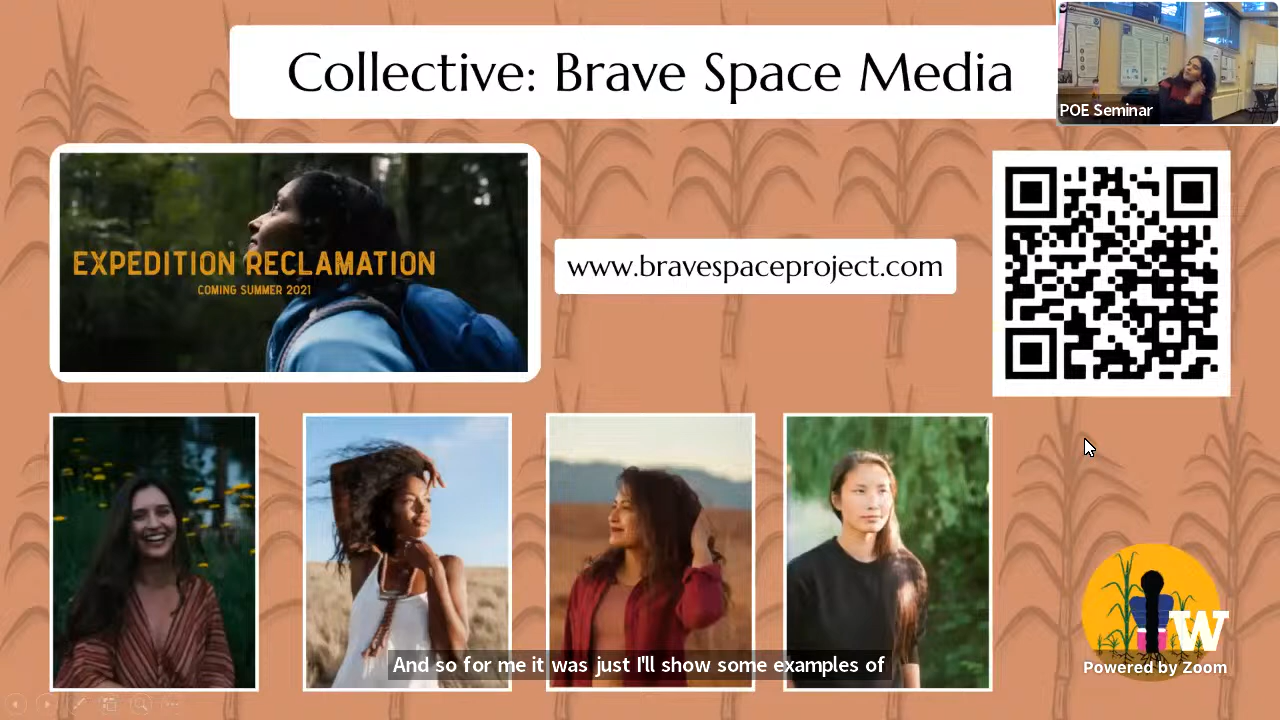 Collective: Brave Space Media
POE Seminar
EXPEDITION RECLAMATION
COMING SUMMER 2021
www.bravespaceproject.com
And so for me it was just I'll show some examples of
W
Powered by Zoom